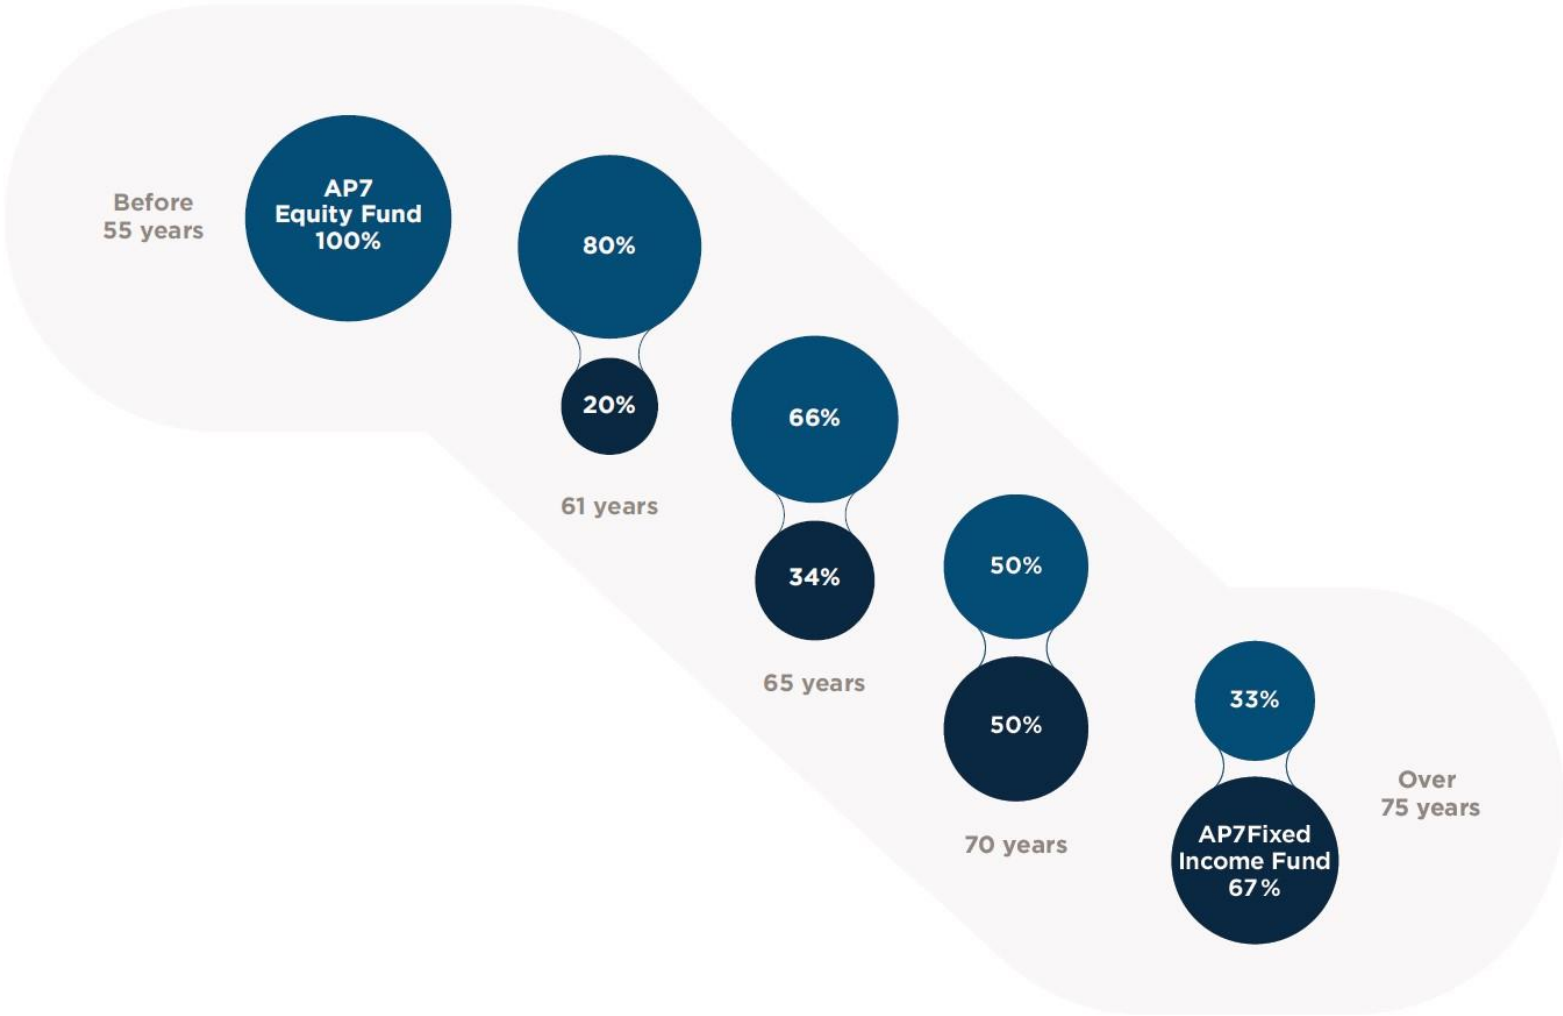 Before
55 years
AP7
Equity Fund
100%
80%
20%
61 years
66%
34%
65 years
50%
50%
70 years
33%
AP7Fixed
Income Fund
67%
Over
75 years